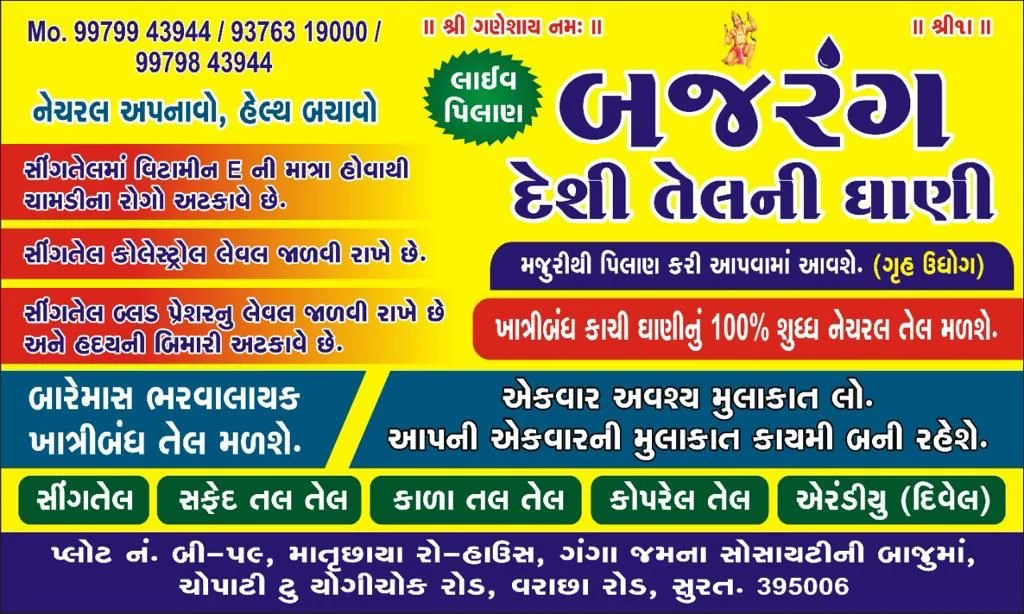 Mo. 99799 43944 / 93763 19000 /
99798 43944
॥ શ્રી ગણેશાય નમઃ ॥
॥ શ્રી૧ા ॥
નેચરલ અપનાવો, હેલ્થ બચાવો
લાઈવ
પિલાણ
બજરંગ
દેશી તેલની ઘાણી
સીંગતેલમાં વિટામીન E ની માત્રા હોવાથી
ચામડીના રોગો અટકાવે છે.
સીંગતેલ કોલેસ્ટ્રોલ લેવલ જાળવી રાખે છે.
સીંગતેલ બ્લડ પ્રેશરનુ લેવલ જાળવી રાખે છે
અને હદયની બિમારી અટકાવે છે.
મજુરીથી પિલાણ કરી આપવામાં આવશે. (ગૃહ ઉદ્યોગ)
ખાત્રીબંધ કાચી ઘાણીનું 100% શુધ્ધ નેચરલ તેલ મળશે.
બારેમાસ ભરવાલાયક
ખાત્રીબંધ તેલ મળશે.
એકવાર અવશ્ય મુલાકાત લો.
આપની એકવારની મુલાકાત કાયમી બની રહેશે.
સીંગતેલ
સફેદ તલ તેલ
કાળા તલ તેલ
કોપરેલ તેલ
એરંડીયુ (દિવેલ)
પ્લોટ નં. બી-૫૯, માતૃછાયા રો-હાઉસ, ગંગા જમના સોસાયટીની બાજુમાં,
ચોપાટી ટુ યોગીચોક રોડ, વરાછા રોડ, સુરત. 395006